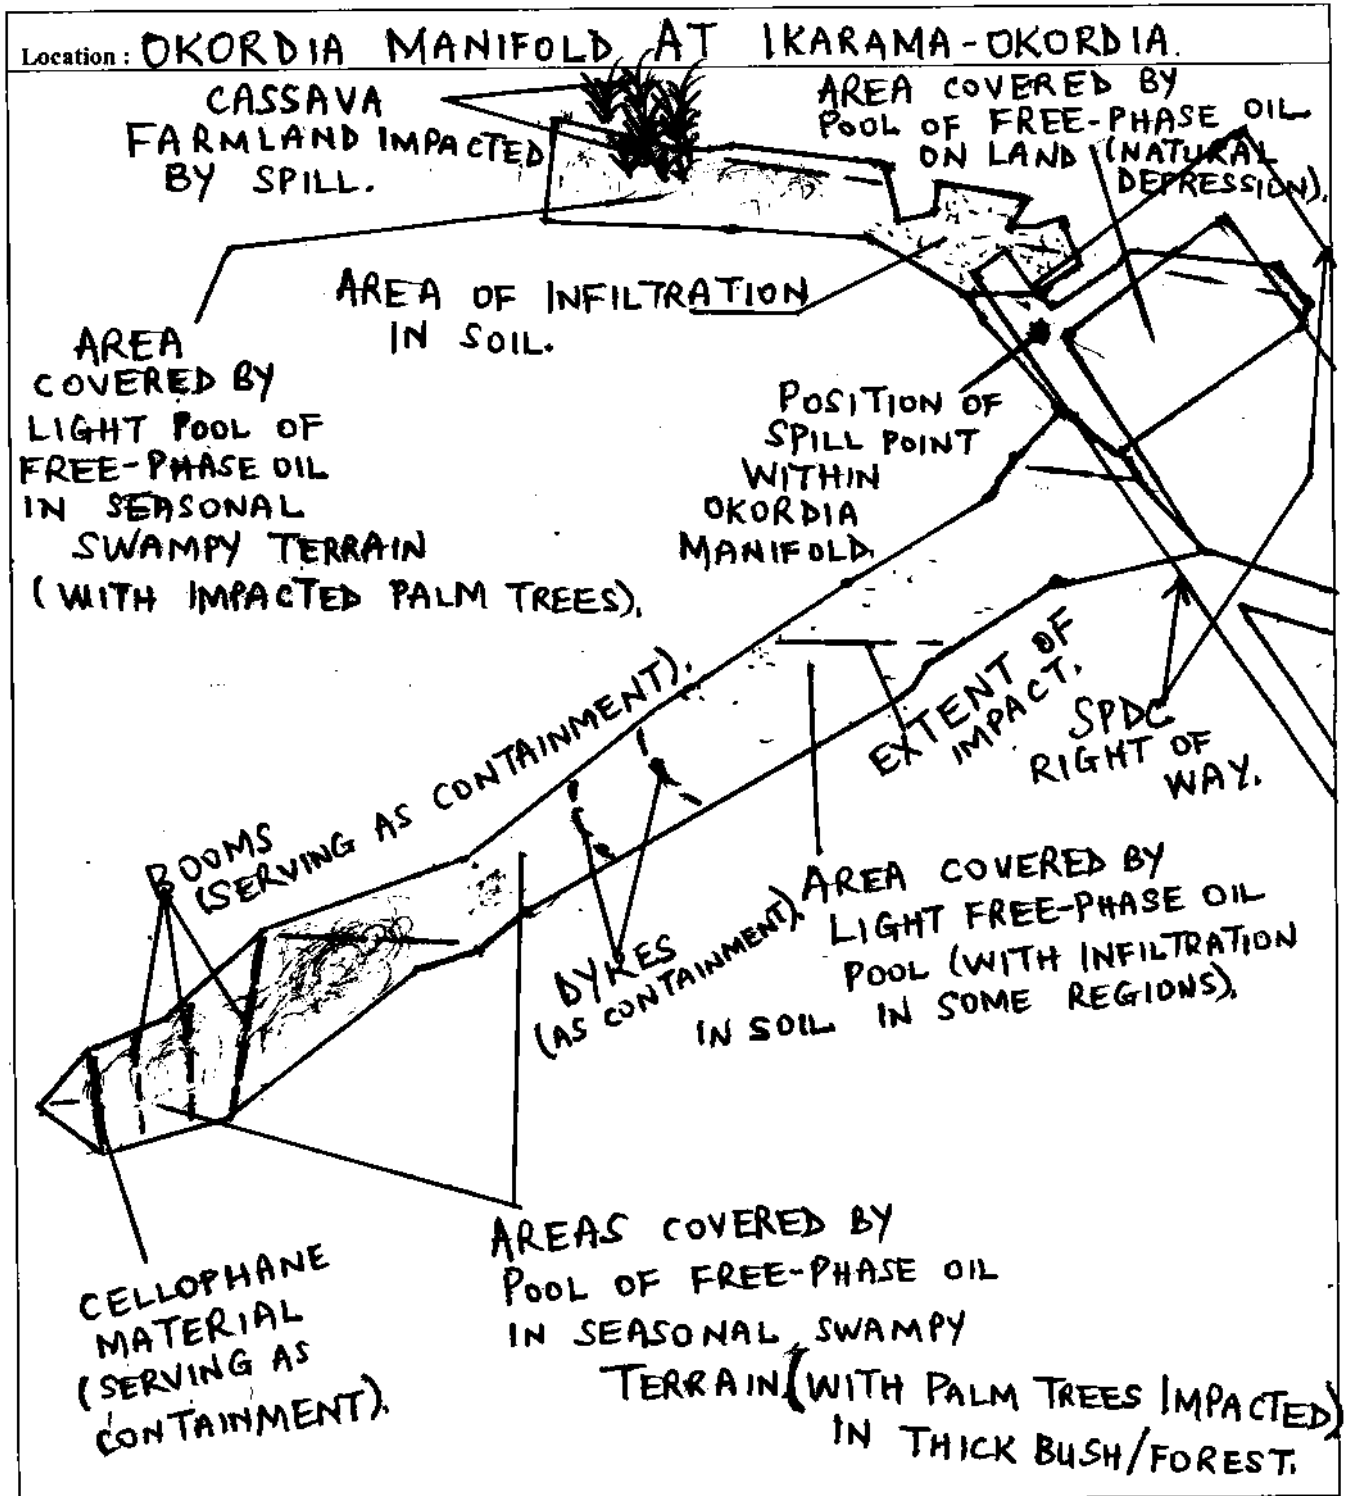 Location : OKORDIA MANIFOLD AT IKARAMA-OKORDIA.
CASSAVA
FARMLAND IMPACTED
BY SPILL.
AREA COVERED BY
POOL OF FREE-PHASE OIL
ON LAND (NATURAL
DEPRESSION).
AREA OF INFILTRATION
IN SOIL.
AREA
COVERED BY
LIGHT POOL OF
FREE-PHASE OIL
IN SEASONAL
SWAMPY TERRAIN
(WITH IMPACTED PALM TREES).
POSITION OF
SPILL POINT
WITHIN
OKORDIA
MANIFOLD.
EXTENT OF
IMPACT.
SPDC
RIGHT OF
WAY.
BOOMS
(SERVING AS CONTAINMENT).
DYKES
(AS CONTAINMENT).
AREA COVERED BY
LIGHT FREE-PHASE OIL
POOL (WITH INFILTRATION
IN SOIL IN SOME REGIONS).
CELLOPHANE
MATERIAL
(SERVING AS
CONTAINMENT).
AREAS COVERED BY
POOL OF FREE-PHASE OIL
IN SEASONAL SWAMPY
TERRAIN (WITH PALM TREES IMPACTED)
IN THICK BUSH/FOREST.